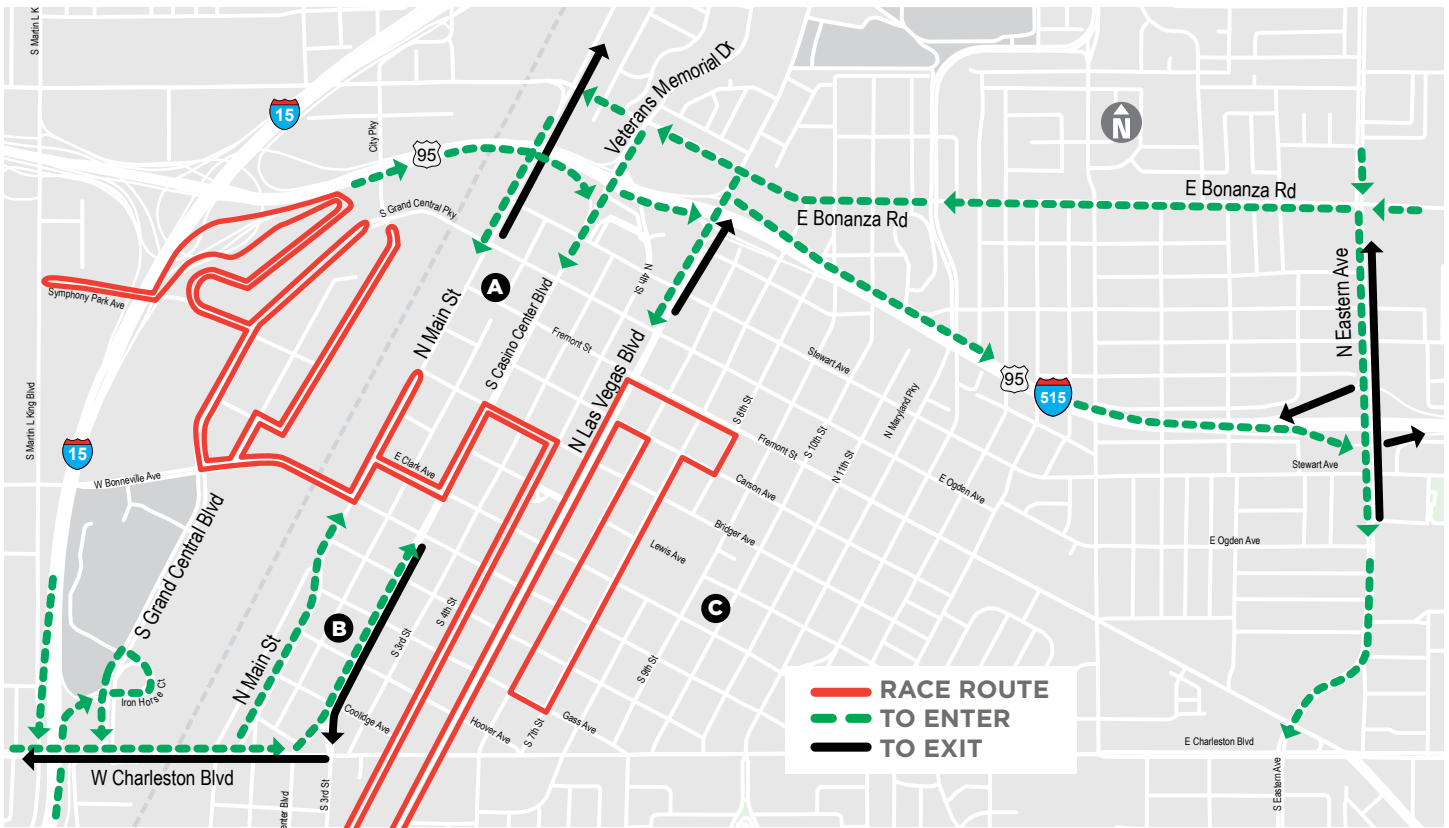 S Martin L K
Veterans Memorial Dr
15
City Pky
N
95
E Bonanza Rd
S Grand Central Pky
E Bonanza Rd
N 4th St
A
Symphony Park Ave
N Main St
S Casino Center Blvd
Fremont St
N Eastern Ave
N Las Vegas Blvd
Stewart Ave
95
515
N Maryland Pky
S Martin L King Blvd
S 8th St
S 10th St
Fremont St
15
E Clark Ave
N 11th St
Stewart Ave
W Bonneville Ave
Carson Ave
E Ogden Ave
Bridger Ave
E Ogden Ave
S Grand Central Blvd
Lewis Ave
S 4th St
C
B
S 3rd St
N Main St
S 9th St
Iron Horse Ct
Coolidge Ave
Hoover Ave
S 7th St
Gass Ave
RACE ROUTE
TO ENTER
TO EXIT
E Charleston Blvd
W Charleston Blvd
S 3rd St
enter Blvd
S Eastern Ave